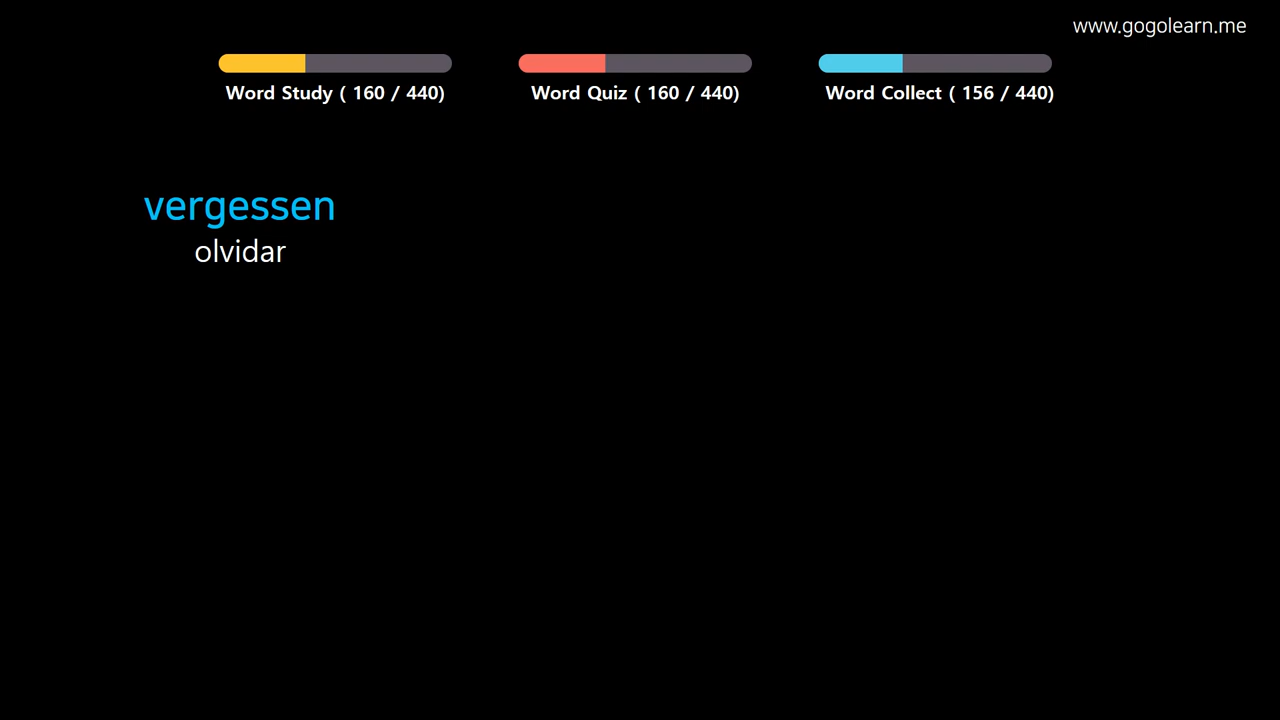 www.gogolearn.me
Word Study ( 160 / 440)
Word Quiz ( 160 / 440)
Word Collect ( 156 / 440)
vergessen
olvidar